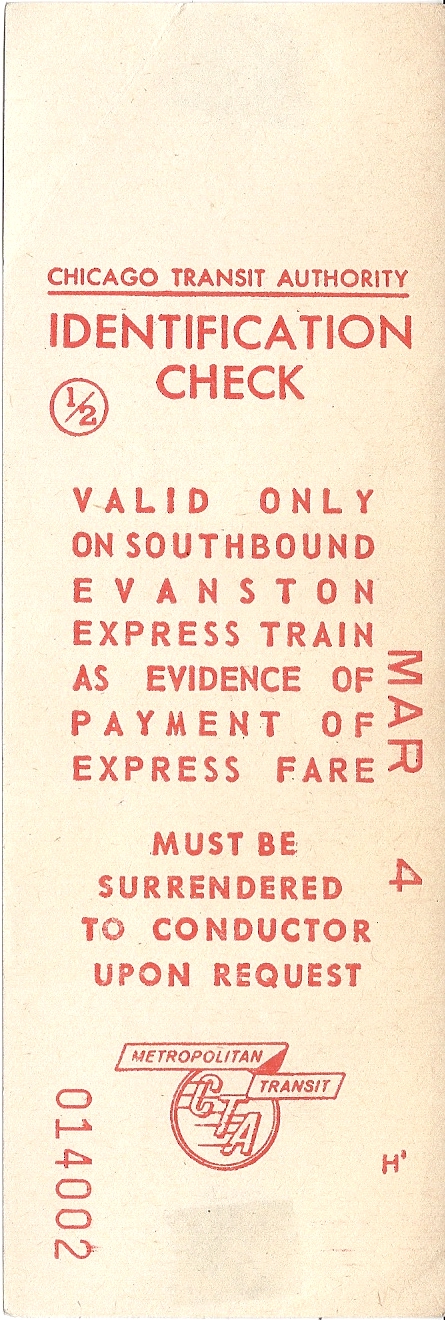 CHICAGO TRANSIT AUTHORITY
IDENTIFICATION
CHECK
1/2
VALID ONLY
ON SOUTHBOUND
EVANSTON
EXPRESS TRAIN
AS EVIDENCE OF
PAYMENT OF
EXPRESS FARE
MAR 4
MUST BE
SURRENDERED
TO CONDUCTOR
UPON REQUEST
METROPOLITAN
TRANSIT
CTA
014002
H'